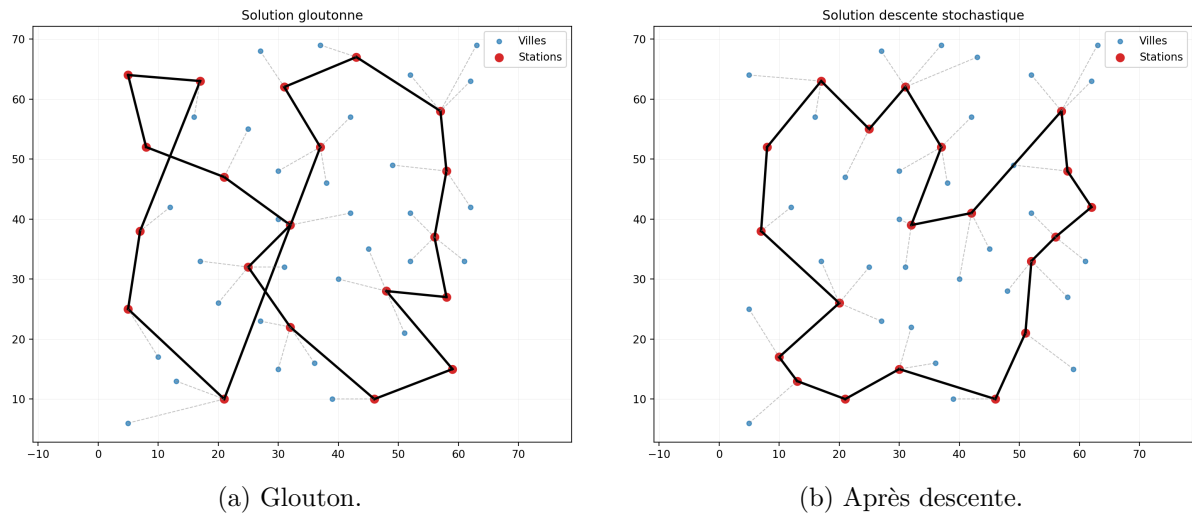 Solution gloutonne
Villes
Stations
70
60
50
40
30
20
10
−10 0 10 20 30 40 50 60 70
(a) Glouton.
Solution descente stochastique
Villes
Stations
70
60
50
40
30
20
10
−10 0 10 20 30 40 50 60 70
(b) Après descente.